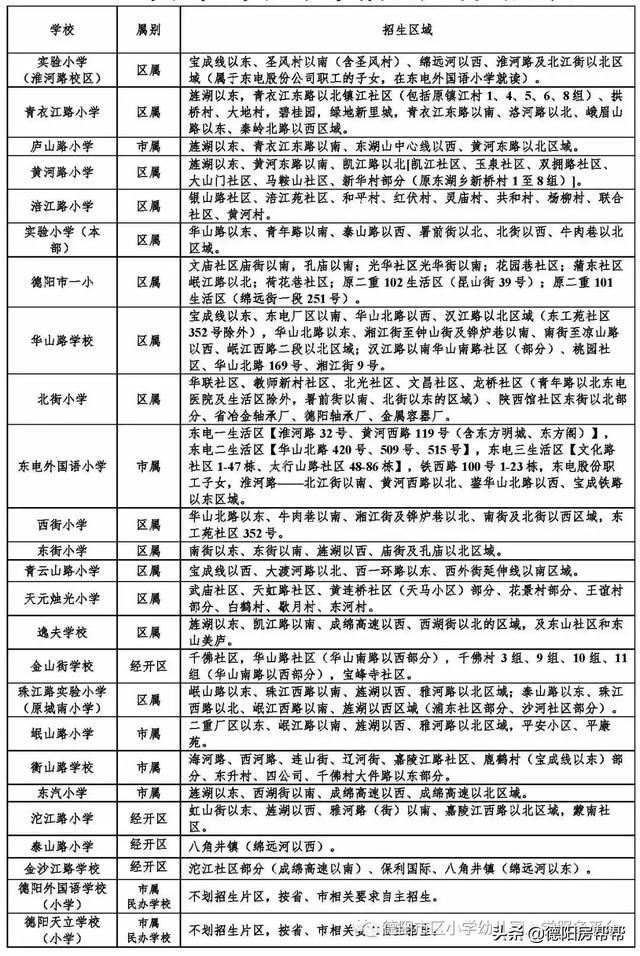 学校 属别 招生区域
实验小学 宝成线以东、圣凤村以南（含圣凤村）、绵远河以西、淮河路及北江街以北区
（淮河路校区） 区属 域（属于东电股份公司职工的子女，在东电外国语小学就读）。
旌湖以东，青衣江东路以北镇江社区（包括原镇江村 1、4、5、6、8组）、拱
青衣江路小学 区属 桥村、大地村，碧桂园，绿地新里城，青衣江东路以南、洛河路以北、峨眉山
路以东、秦岭北路以西区域。
庐山路小学 市属 旌湖以东、青衣江东路以南、东湖山中心线以西、黄河东路以北区域。
黄河路小学 区属 旌湖以东、黄河东路以南、凯江路以北[凯江社区、玉泉社区、双拥路社区、
大山门社区、马鞍山社区、新华村部分（原东湖乡新桥村 1 至 8 组）]。
涪江路小学 区属 银山路社区、涪江苑社区、和平村、红伏村、灵庙村、共和村、杨柳村、联合
社区、黄河村。
实验小学（本 区属 华山路以东、青年路以南、泰山路以西、署前街以北、北街以西、牛肉巷以北
部） 区域。
文庙社区庙街以南，孔庙以南；光华社区光华街以南；花园巷社区；蒲东社区
德阳市一小 区属 岷江路以北；荷花巷社区；原二重 102 生活区（昆山街 39 号）；原二重 101
生活区（绵远街一段 251 号）。
宝成线以东、东电厂区以南、华山北路以西、汉江路以北区域（东工苑社区
华山路学校 区属 352 号除外），华山北路以东、湘江街至钟山街及铧炉巷以南、南街至凉山路
以西、岷江西路二段以北区域；汉江路以南华山南路社区（部分）、桃园社
区、华山北路 169 号、湘江街 9 号。
华联社区、教师新村社区、北光社区、文昌社区、龙桥社区（青年路以北东电
北街小学 区属 医院及生活区除外，署前街以南、北街以东的区域）、陕西馆社区东街以北部
分、省冶金轴承厂、德阳轴承厂、金属容器厂。
东电一生活区【淮河路 32 号、黄河西路 119 号（含东方明城、东方阁）】，
东电二生活区【华山北路 420 号、509 号、515 号】，东电三生活区【文化路
东电外国语小学 市属 社区 1-47 栋、太行山路社区 48-86 栋】，铁西路 100 号 1-23 栋，东电股份职
工子女，淮河路——北江街以南、黄河西路以北、鏊华山北路以西、宝成铁路
以东区域。
西街小学 区属 华山北路以东、牛肉巷以南、湘江街及铧炉巷以北、南街及北街以西区域，东
工苑社区 352 号。
东街小学 区属 南街以东、东街以南、旌湖以西、庙街及孔庙以北区域。
青云山路小学 区属 宝成线以西、大渡河路以北、西一环路以东、西外街延伸线以南区域。
天元烛光小学 区属 武庙社区、天虹路社区、黄连桥社区（天马小区）部分、花景村部分、王谊村
部分、白鹤村、歇月村、东河村。
逸夫学校 区属 旌湖以东、凯江路以南、成绵高速以西、西湖街以北的区域，及东山社区和东
山美庐。
金山街学校 经开区 千佛社区，华山路社区（华山南路以西部分），千佛村 3 组、9 组、10 组、11
组（华山南路以西部分），宝峰寺社区。
珠江路实验小学 区属 岷山路以东、珠江西路以南、旌湖以西、雅河路以北区域；泰山路以东、珠江
（原城南小学） 西路以北、岷江西路以南、旌湖以西区域（浦东社区部分、沙河社区部分）。
岷山路小学 市属 二重厂区以东、岷江路以南、旌湖以西、雅河路以北区域，平安小区、平康
苑。
衡山路学校 市属 海河路、西河路、连山街、辽河街、嘉陵江路社区、鹿鹤村（宝成线以东）部
分、东升村、四公司、千佛村大件路以东部分。
东汽小学 市属 旌湖以东、西湖街以南、成绵高速以西、成绵高速以北区域。
沱江路小学 经开区 虹山街以东、旌湖以西、雅河路（街）以南、嘉陵江西路以北区域，蒙南社
区。
泰山路小学 经开区 八角井镇（绵远河以西）。
金沙江路学校 经开区 沱江社区部分（成绵高速以南）、保利国际、八角井镇（绵远河以东）。
德阳外国语学校 市属 不划招生片区，按省、市相关要求自主招生。
（小学） 民办学校
德阳天立学校 市属 不划招生片区，按省、市相关要求自主招生。
（小学） 民办学校
德阳市区小学幼儿园
头条 @德阳房帮帮